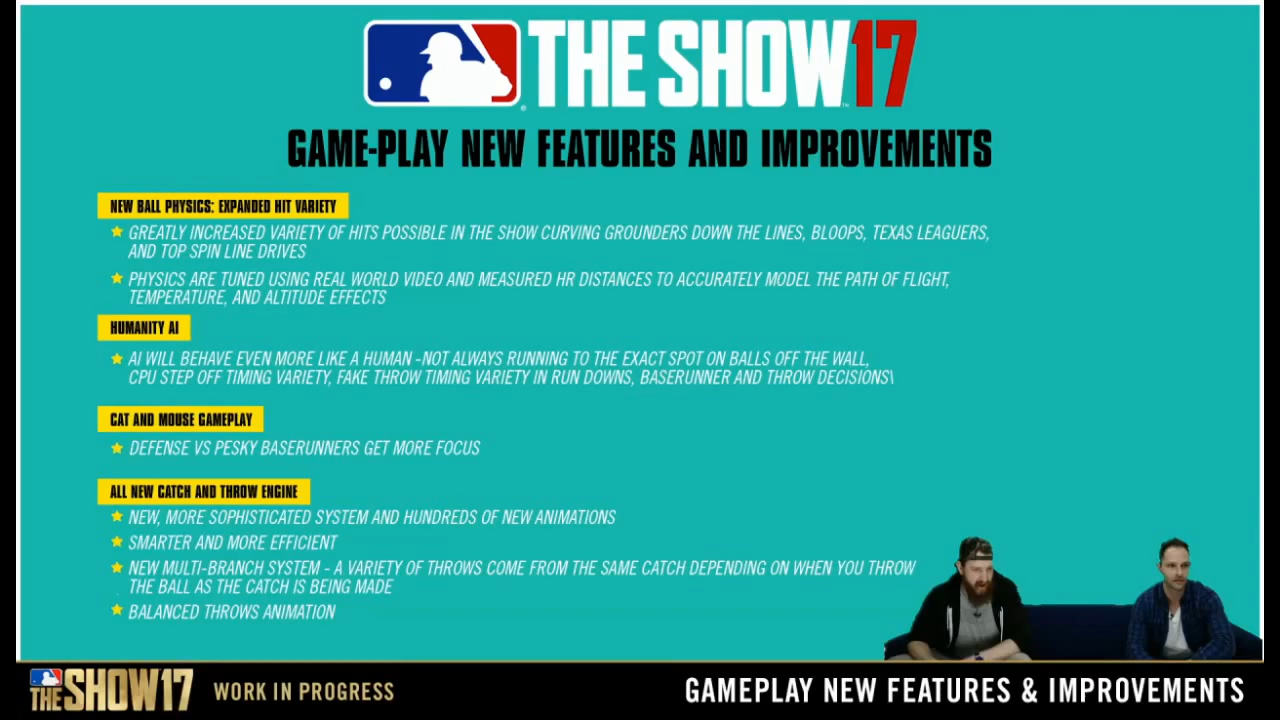 THE SHOW 17
GAME-PLAY NEW FEATURES AND IMPROVEMENTS
NEW BALL PHYSICS: EXPANDED HIT VARIETY
GREATLY INCREASED VARIETY OF HITS POSSIBLE IN THE SHOW CURVING GROUNDERS DOWN THE LINES, BLOOPS, TEXAS LEAGUERS,
AND TOP SPIN LINE DRIVES
PHYSICS ARE TUNED USING REAL WORLD VIDEO AND MEASURED HR DISTANCES TO ACCURATELY MODEL THE PATH OF FLIGHT,
TEMPERATURE, AND ALTITUDE EFFECTS
HUMANITY AI
AI WILL BEHAVE EVEN MORE LIKE A HUMAN -NOT ALWAYS RUNNING TO THE EXACT SPOT ON BALLS OFF THE WALL,
CPU STEP OFF TIMING VARIETY, FAKE THROW TIMING VARIETY IN RUN DOWNS, BASERUNNER AND THROW DECISIONS\
CAT AND MOUSE GAMEPLAY
DEFENSE VS PESKY BASERUNNERS GET MORE FOCUS
ALL NEW CATCH AND THROW ENGINE
NEW, MORE SOPHISTICATED SYSTEM AND HUNDREDS OF NEW ANIMATIONS
SMARTER AND MORE EFFICIENT
NEW MULTI-BRANCH SYSTEM - A VARIETY OF THROWS COME FROM THE SAME CATCH DEPENDING ON WHEN YOU THROW
THE BALL AS THE CATCH IS BEING MADE
BALANCED THROWS ANIMATION
THE SHOW 17 WORK IN PROGRESS
GAMEPLAY NEW FEATURES & IMPROVEMENTS